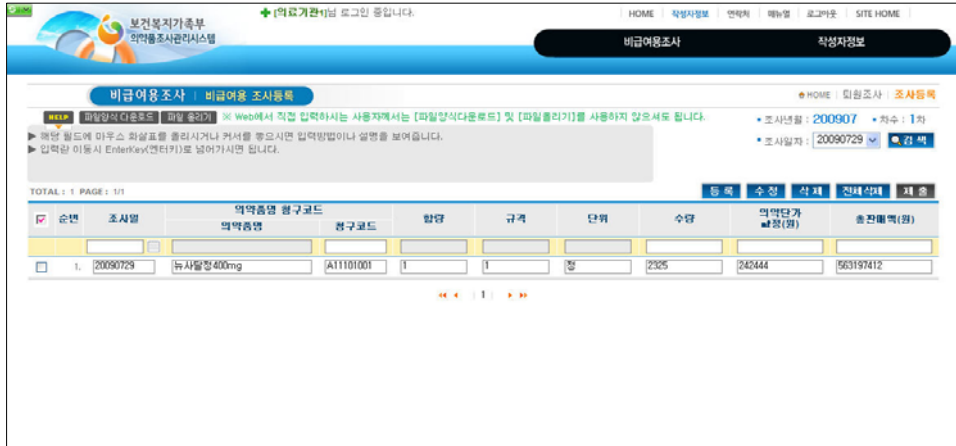 보건복지가족부
의약품조사관리시스템
[의료기관1]님 로그인 중입니다.
HOME 작성자정보 연락처 매뉴얼 로그아웃 SITE HOME
비급여용조사 작성자정보
비급여용조사 | 비급여용 조사등록
HOME | 퇴원조사 | 조사등록
HELP 파일양식다운로드 파일 올리기 ※ Web에서 직접 입력하시는 사용자께서는 [파일양식다운로드] 및 [파일올리기]를 사용하지 않으셔도 됩니다.
• 조사년월 : 200907 • 차수 : 1차
▶ 해당 필드에 마우스 화살표를 올리시거나 커서를 놓으시면 입력방법이나 설명을 보여줍니다.
• 조사일자 : 20090729 검색
▶ 입력란 이동시 EnterKey(엔터키)로 넘어가시면 됩니다.
TOTAL : 1 PAGE : 1/1
등록 수정 삭제 전체삭제 제출
순번 조사일 의약품명 청구코드 함량 규격 단위 수량 의약단가 총판매액(원)
의약품명 청구코드
1. 20090729 뉴사탈정400mg A11101001 1 1 정 2325 242444 563197412
| 1 |